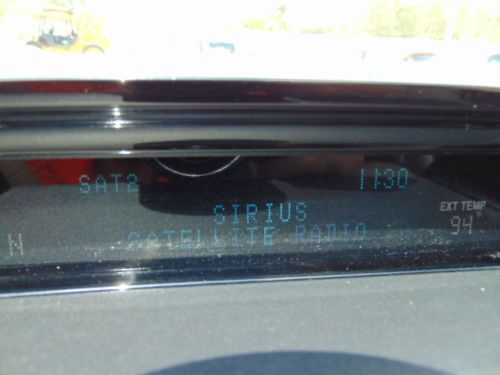 SAT2 1130
SIRIUS EXT TEMP
N SATELLITE RADIO 94°F